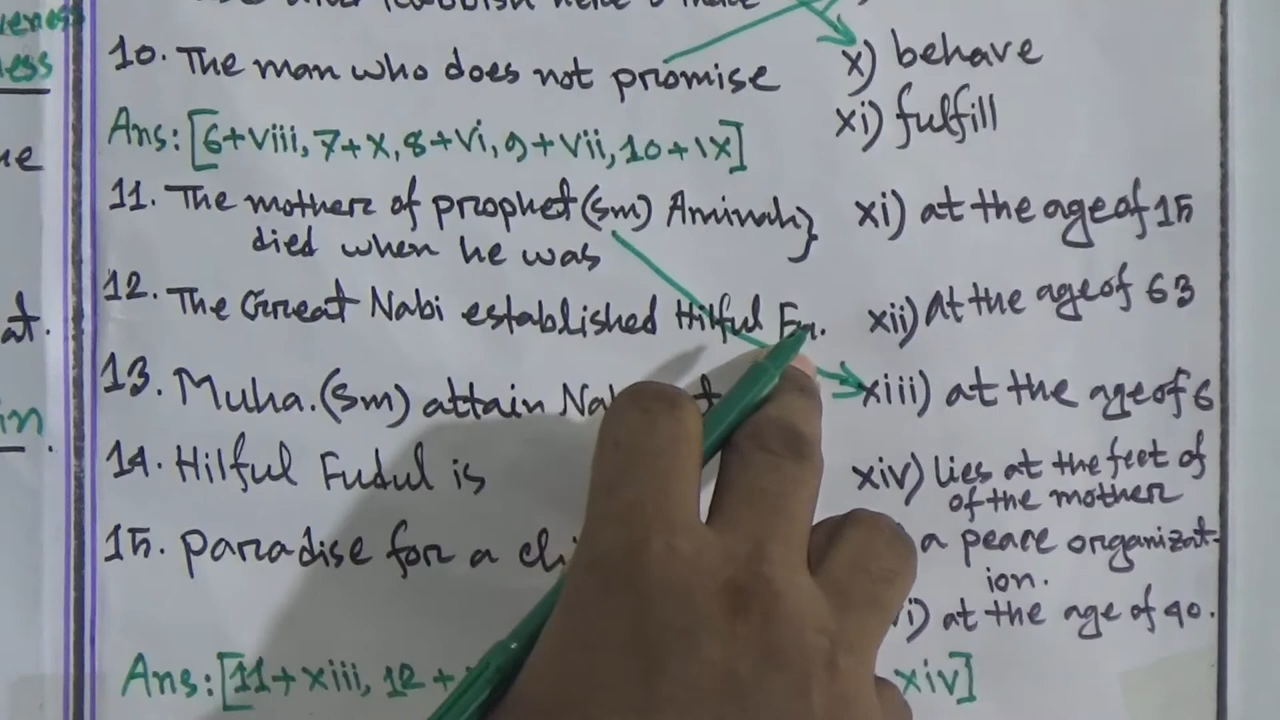 10. The man who does not promise
x) behave
xi) fulfill
Ans: [6+viii, 7+x, 8+vi, 9+vii, 10+ix]
11. The mother of prophet (sm) Aminah}
died when he was
xi) at the age of 15
12. The Great Nabi established Hilful
xii) at the age of 63
13. Muha. (sm) attain
xiii) at the age of 6
14. Hilful Fudul is
xiv) lies at the feet of
of the mother
15. Paradise for a
a peace organizat-
ion.
at the age of 40.
Ans: [11+xiii, 12+
xiv]
eness
less
at.
in.